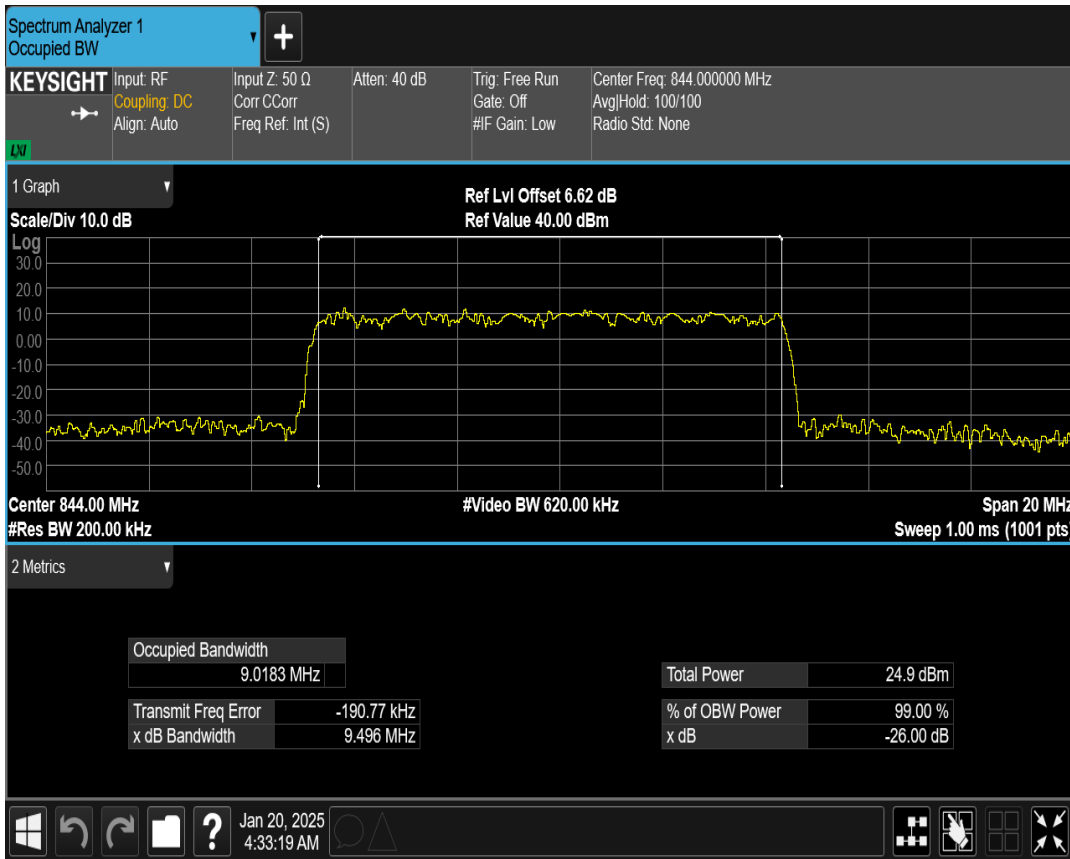 Spectrum Analyzer 1
Occupied BW
+
KEYSIGHT
LXI
Input: RF
Coupling: DC
Align: Auto
Input Z: 50 Ω
Corr CCorr
Freq Ref: Int (S)
Atten: 40 dB
Trig: Free Run
Gate: Off
#IF Gain: Low
Center Freq: 844.000000 MHz
Avg|Hold: 100/100
Radio Std: None
1 Graph
Scale/Div 10.0 dB
Ref Lvl Offset 6.62 dB
Ref Value 40.00 dBm
Log
30.0
20.0
10.0
0.00
-10.0
-20.0
-30.0
-40.0
-50.0
Center 844.00 MHz
#Video BW 620.00 kHz
Span 20 MHz
#Res BW 200.00 kHz
Sweep 1.00 ms (1001 pts)
2 Metrics
Occupied Bandwidth
9.0183 MHz
Total Power 24.9 dBm
Transmit Freq Error -190.77 kHz
% of OBW Power 99.00 %
x dB Bandwidth 9.496 MHz
x dB -26.00 dB
?
Jan 20, 2025
4:33:19 AM